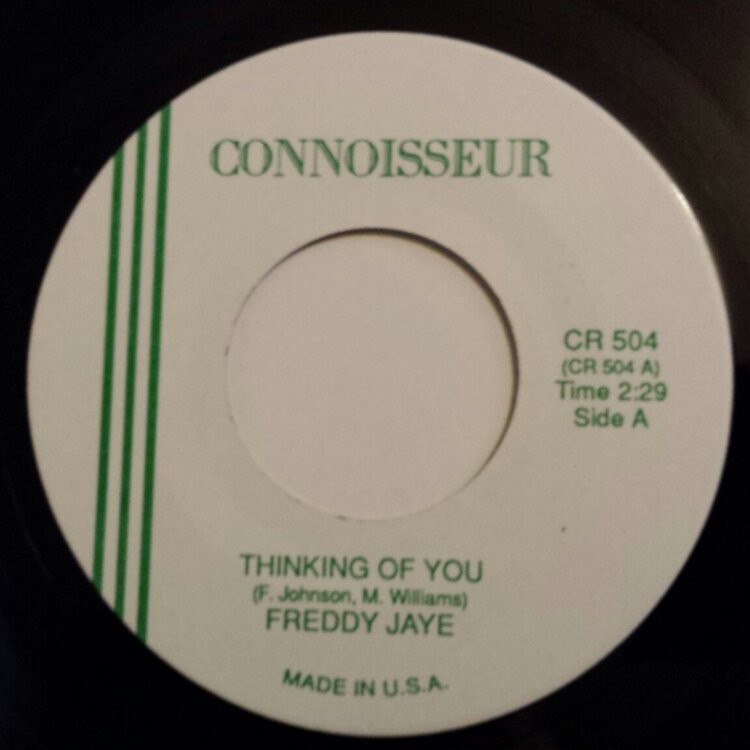 CONNOISSEUR
CR 504
(CR 504 A)
Time 2:29
Side A
THINKING OF YOU
(F. Johnson, M. Williams)
FREDDY JAYE
MADE IN U.S.A.